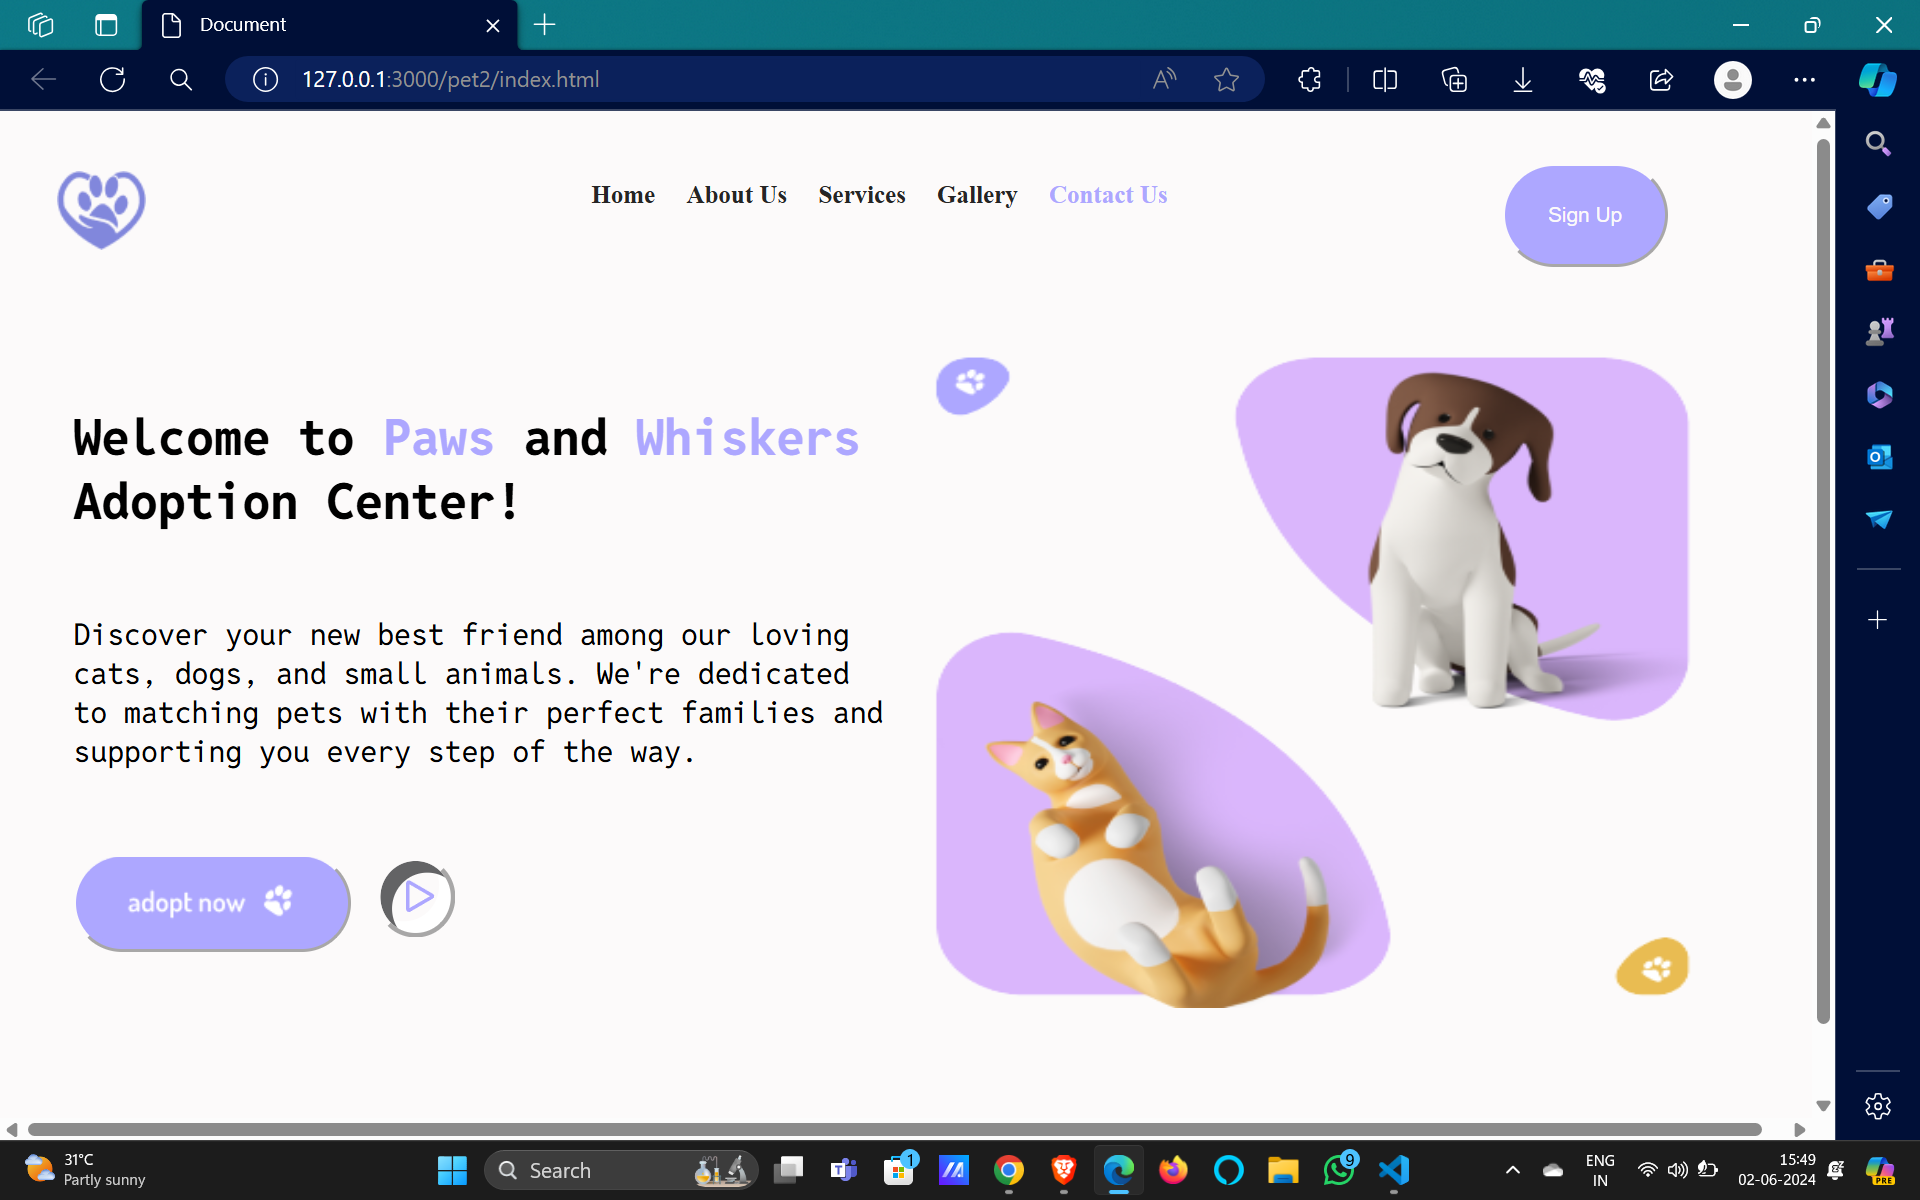 Document
127.0.0.1:3000/pet2/index.html
Home About Us Services Gallery Contact Us
Sign Up
Welcome to Paws and Whiskers
Adoption Center!
Discover your new best friend among our loving
cats, dogs, and small animals. We're dedicated
to matching pets with their perfect families and
supporting you every step of the way.
adopt now
31°C
Partly sunny
Search
1
9
ENG
IN
15:49
02-06-2024
PRE